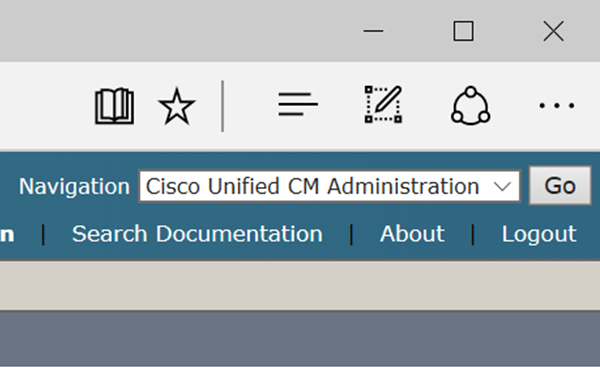 Navigation Cisco Unified CM Administration Go
n | Search Documentation | About | Logout